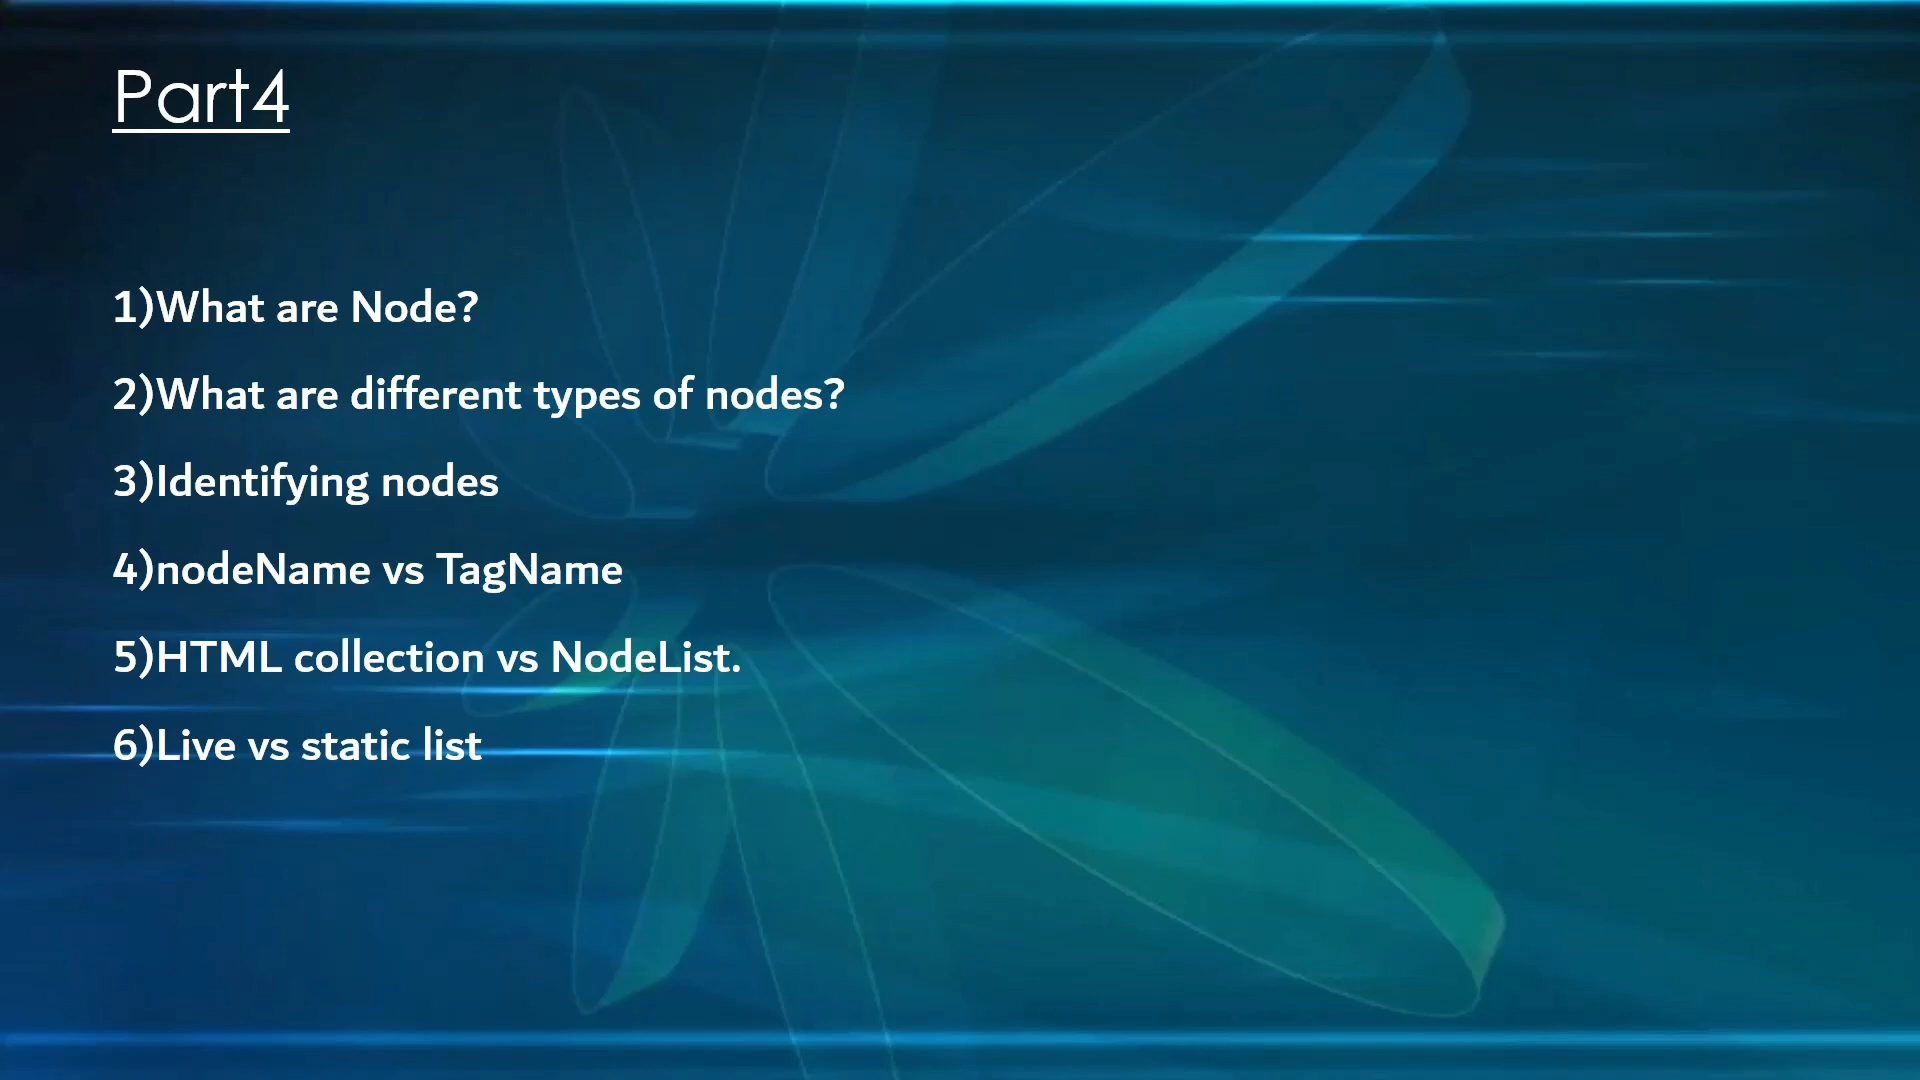 Part4
1)What are Node?
2)What are different types of nodes?
3)Identifying nodes
4)nodeName vs TagName
5)HTML collection vs NodeList.
6)Live vs static list